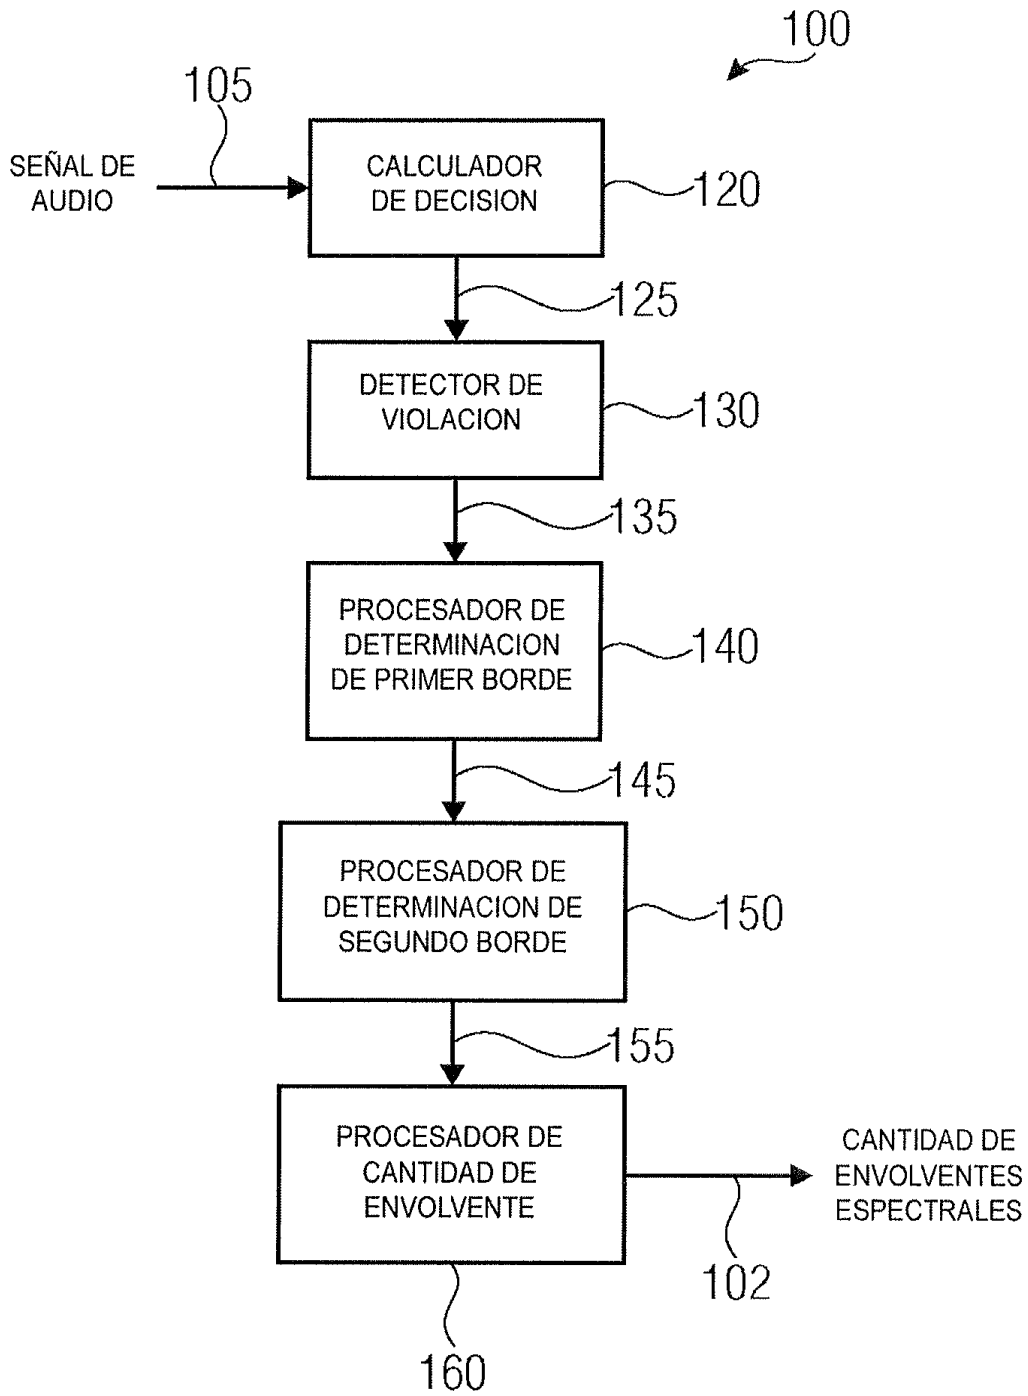 100
105
SEÑAL DE
AUDIO
CALCULADOR
DE DECISION
120
125
DETECTOR DE
VIOLACION
130
135
PROCESADOR DE
DETERMINACION
DE PRIMER BORDE
140
145
PROCESADOR DE
DETERMINACION DE
SEGUNDO BORDE
150
155
PROCESADOR DE
CANTIDAD DE
ENVOLVENTE
CANTIDAD DE
ENVOLVENTES
ESPECTRALES
102
160